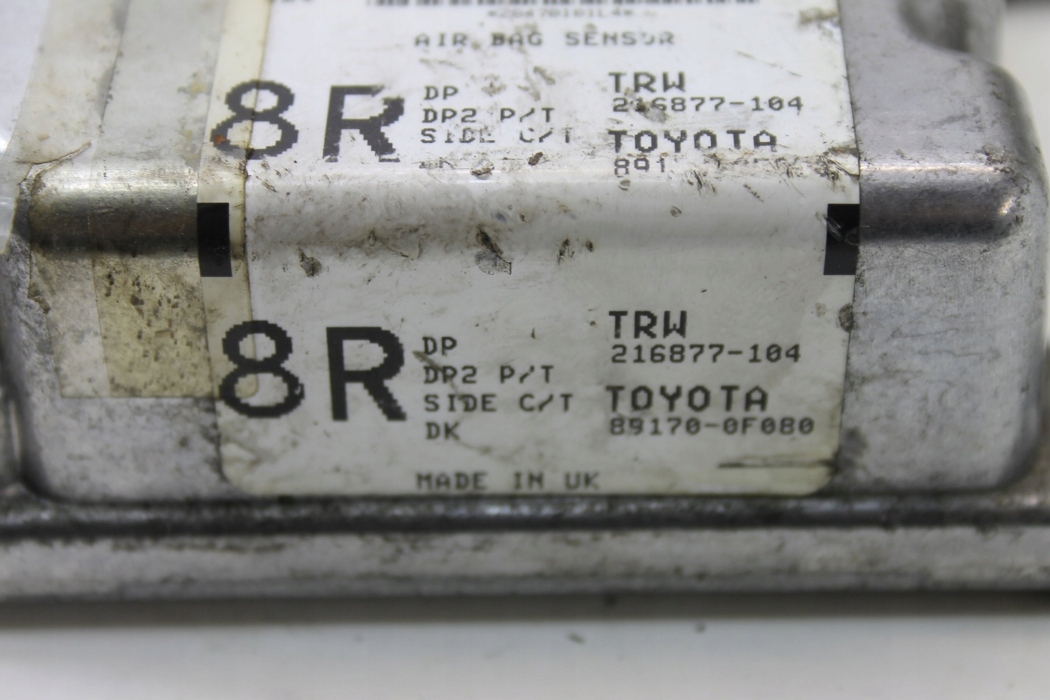 AIR BAG SENSOR
8R
DP
DP2 P/T
SIDE C/T
TRW
216877-104
TOYOTA
891
8R
DP
DP2 P/T
SIDE C/T
DK
TRW
216877-104
TOYOTA
89170-0F080
MADE IN UK